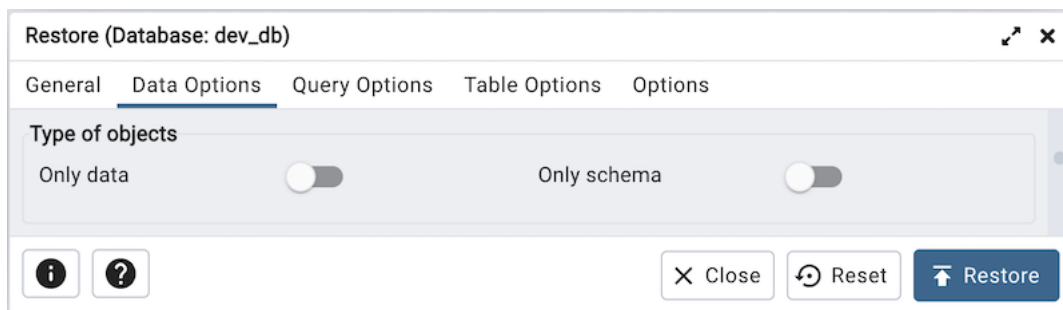 Restore (Database: dev_db)
General Data Options Query Options Table Options Options
Type of objects
Only data Only schema
Close Reset Restore